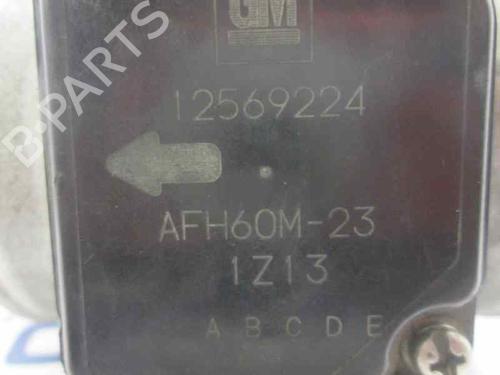 GM
12569224
AFH60M-23
1Z13
A B C D E
B-PARTS